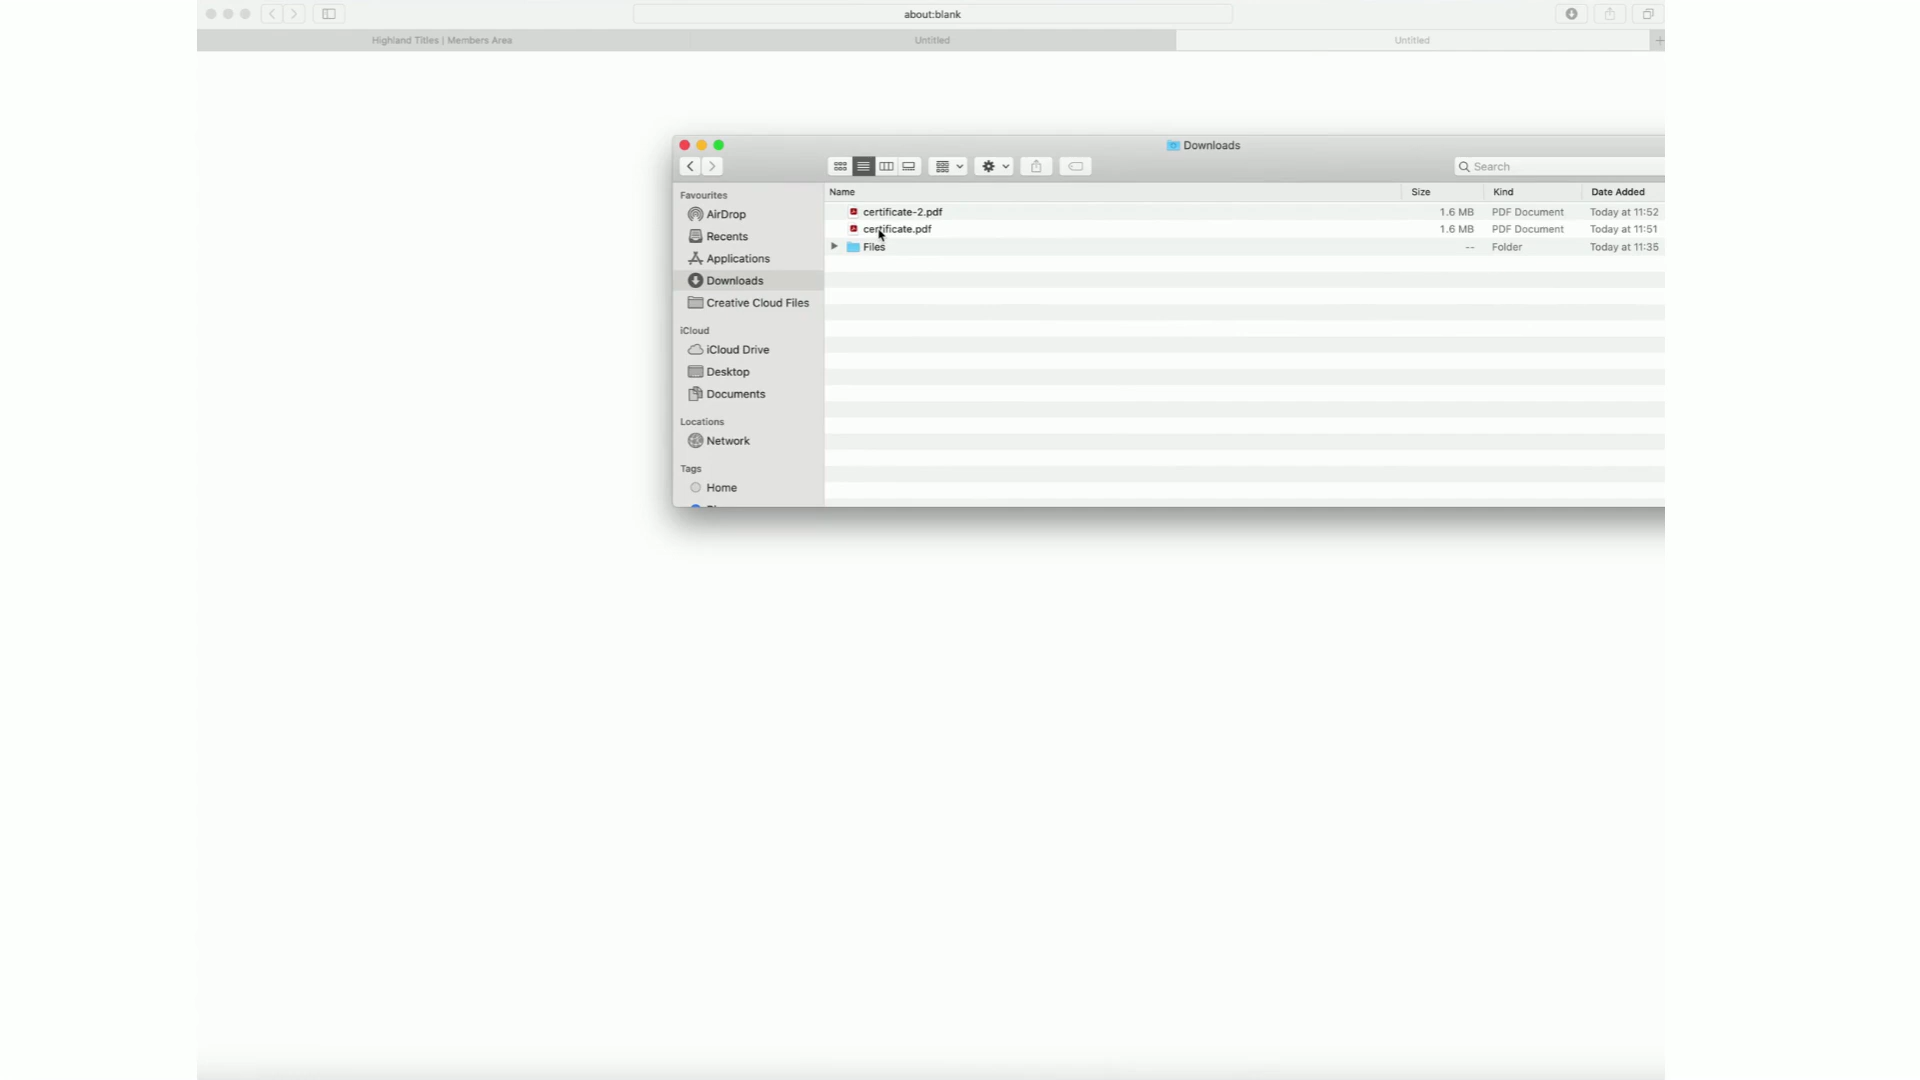 about:blank
Highland Titles | Members Area
Untitled
Untitled
Downloads
Search
Favourites
AirDrop
Recents
Applications
Downloads
Creative Cloud Files
iCloud
iCloud Drive
Desktop
Documents
Locations
Network
Tags
Home
Name Size Kind Date Added
certificate-2.pdf 1.6 MB PDF Document Today at 11:52
certificate.pdf 1.6 MB PDF Document Today at 11:51
Files -- Folder Today at 11:35